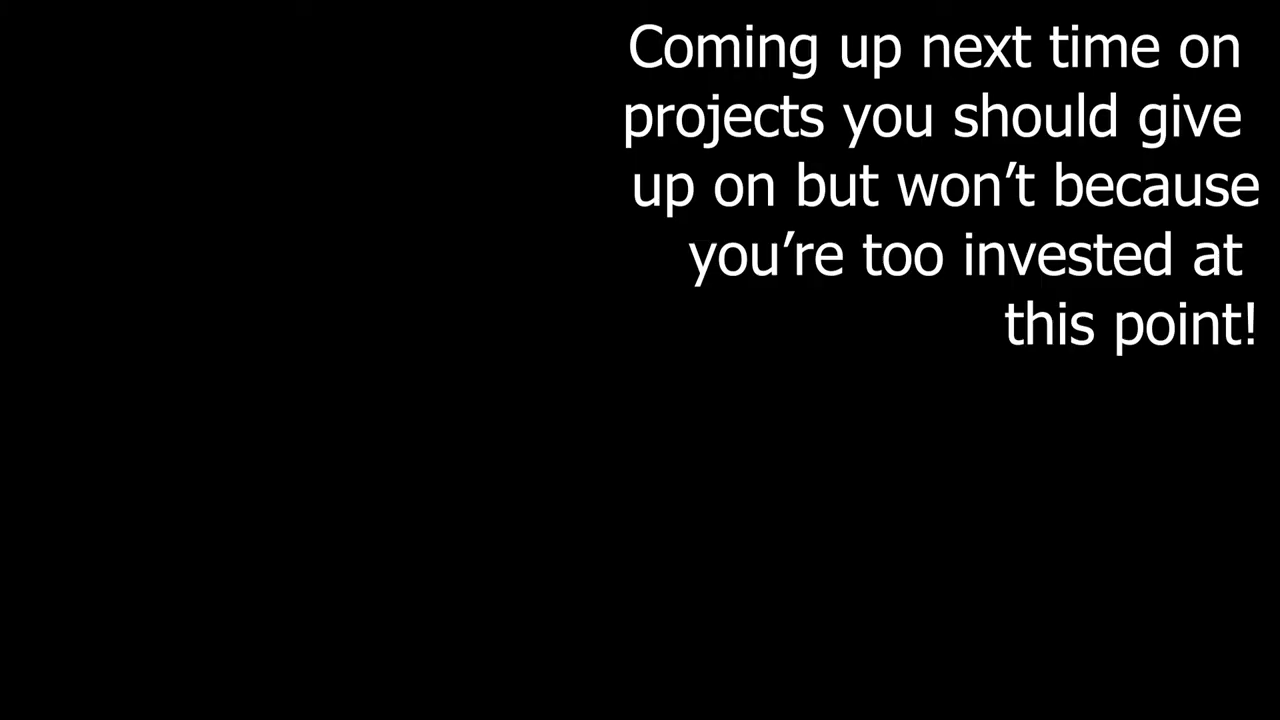 Coming up next time on
projects you should give
up on but won’t because
you’re too invested at
this point!